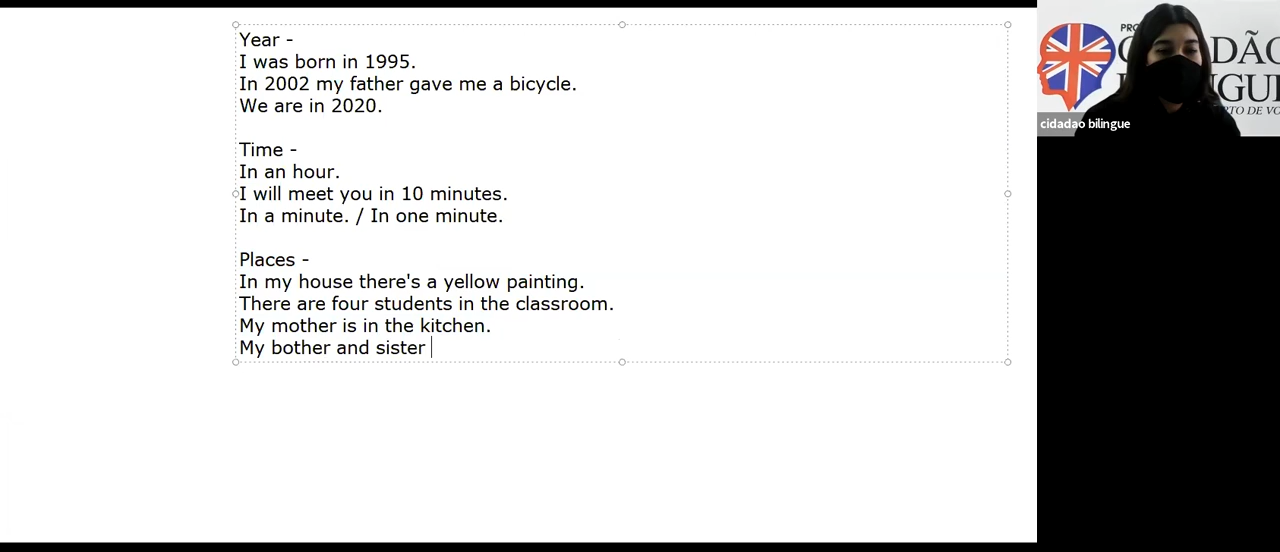 Year -
I was born in 1995.
In 2002 my father gave me a bicycle.
We are in 2020.
Time -
In an hour.
I will meet you in 10 minutes.
In a minute. / In one minute.
Places -
In my house there's a yellow painting.
There are four students in the classroom.
My mother is in the kitchen.
My bother and sister
cidadao bilingue